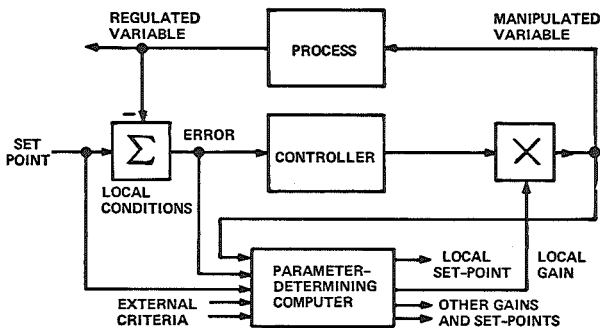 REGULATED
VARIABLE
MANIPULATED
VARIABLE
PROCESS
–
SET
POINT
Σ
ERROR
CONTROLLER
×
LOCAL
CONDITIONS
PARAMETER–
DETERMINING
COMPUTER
LOCAL
SET–POINT
LOCAL
GAIN
EXTERNAL
CRITERIA
OTHER GAINS
AND SET–POINTS